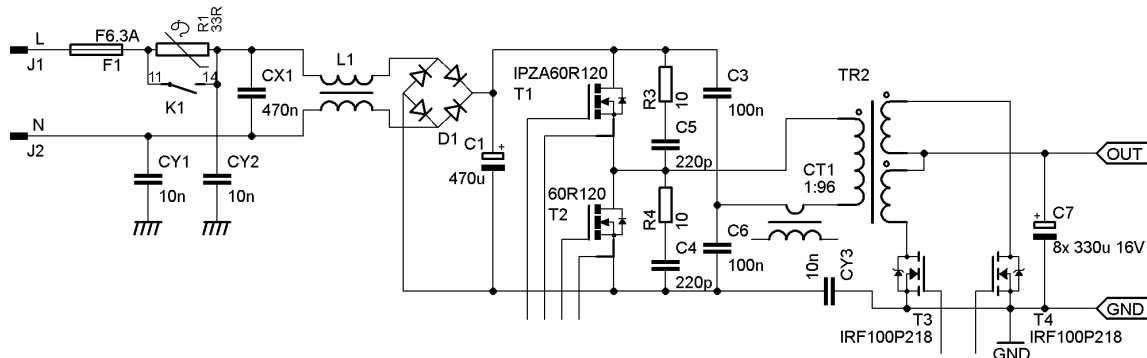 L
J1
F6.3A
F1
R1
33R
ϑ
11
14
K1
CX1
470n
L1
N
J2
CY1
10n
CY2
10n
D1
C1
+
470u
IPZA60R120
T1
R3
10
C5
220p
C3
100n
60R120
T2
R4
10
C4
220p
C6
100n
CT1
1:96
10n
CY3
TR2
OUT
+
C7
8x 330u 16V
T3
IRF100P218
T4
IRF100P218
GND
GND